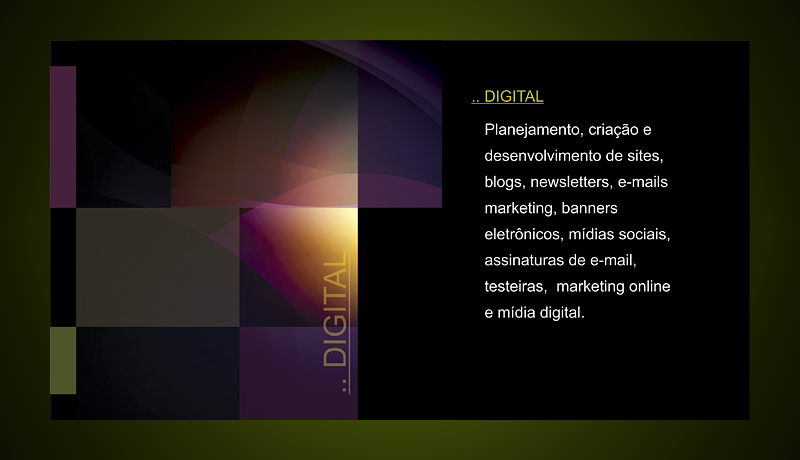 .. DIGITAL
Planejamento, criação e
desenvolvimento de sites,
blogs, newsletters, e-mails
marketing, banners
eletrônicos, mídias sociais,
assinaturas de e-mail,
testeiras,  marketing online
e mídia digital.
.. DIGITAL